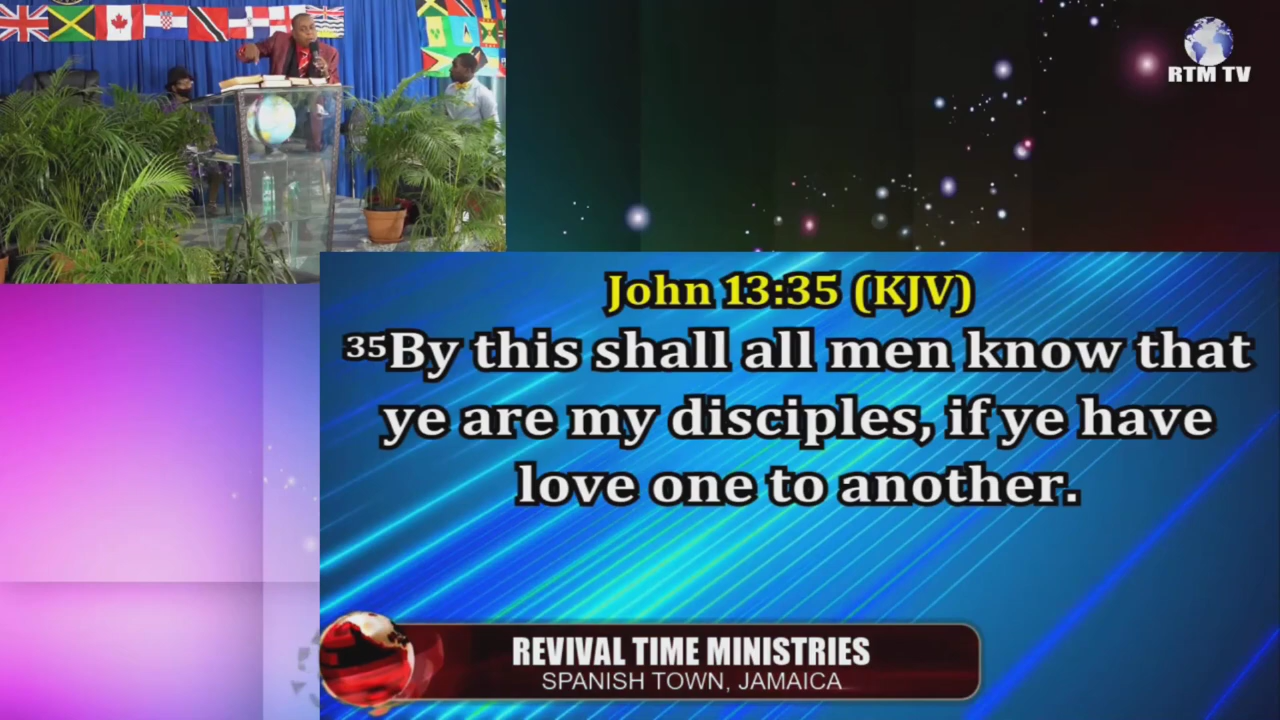 RTM TV
John 13:35 (KJV)
35By this shall all men know that
ye are my disciples, if ye have
love one to another.
REVIVAL TIME MINISTRIES
SPANISH TOWN, JAMAICA